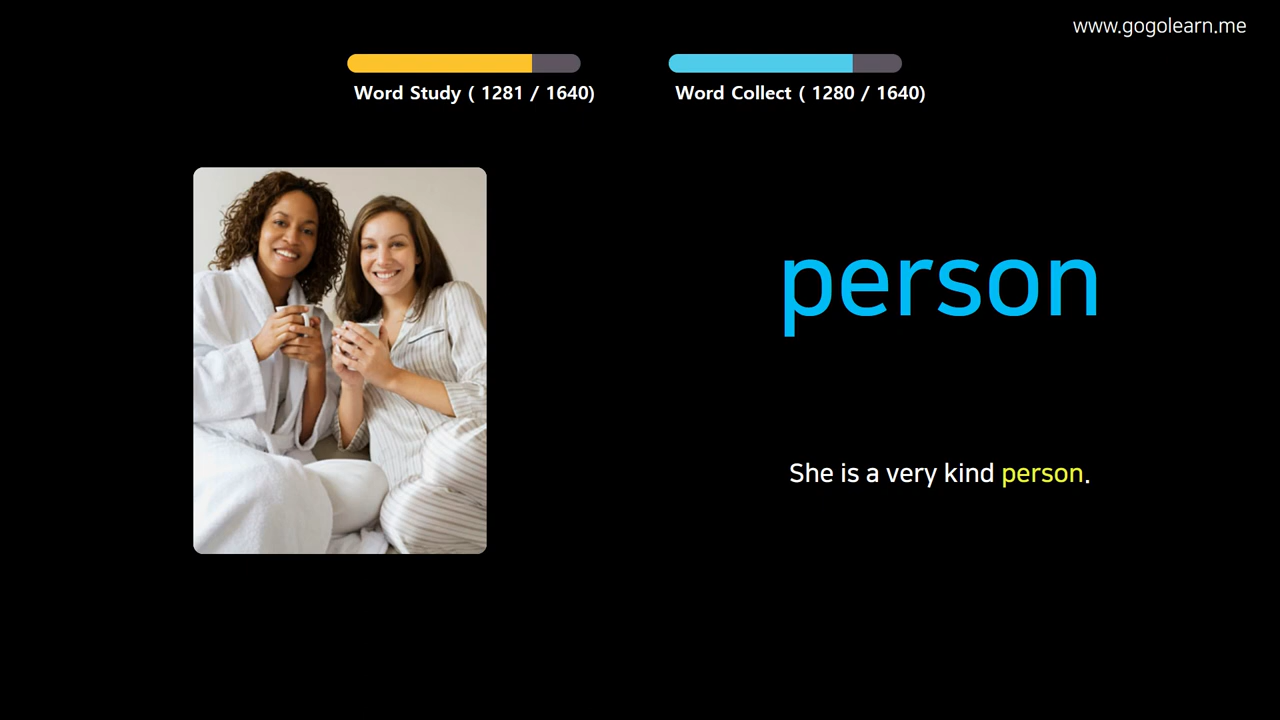 www.gogolearn.me
Word Study ( 1281 / 1640)
Word Collect ( 1280 / 1640)
person
She is a very kind person.